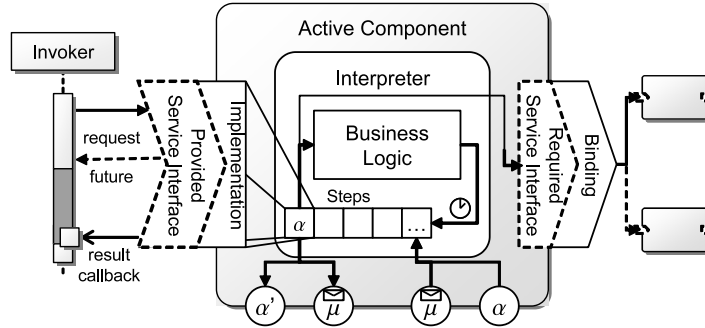 Active Component
Invoker
Interpreter
request
future
result
callback
Provided
Service Interface
Implementation
Business
Logic
Steps
α
...
Required
Service Interface
Binding
α'
μ
μ
α